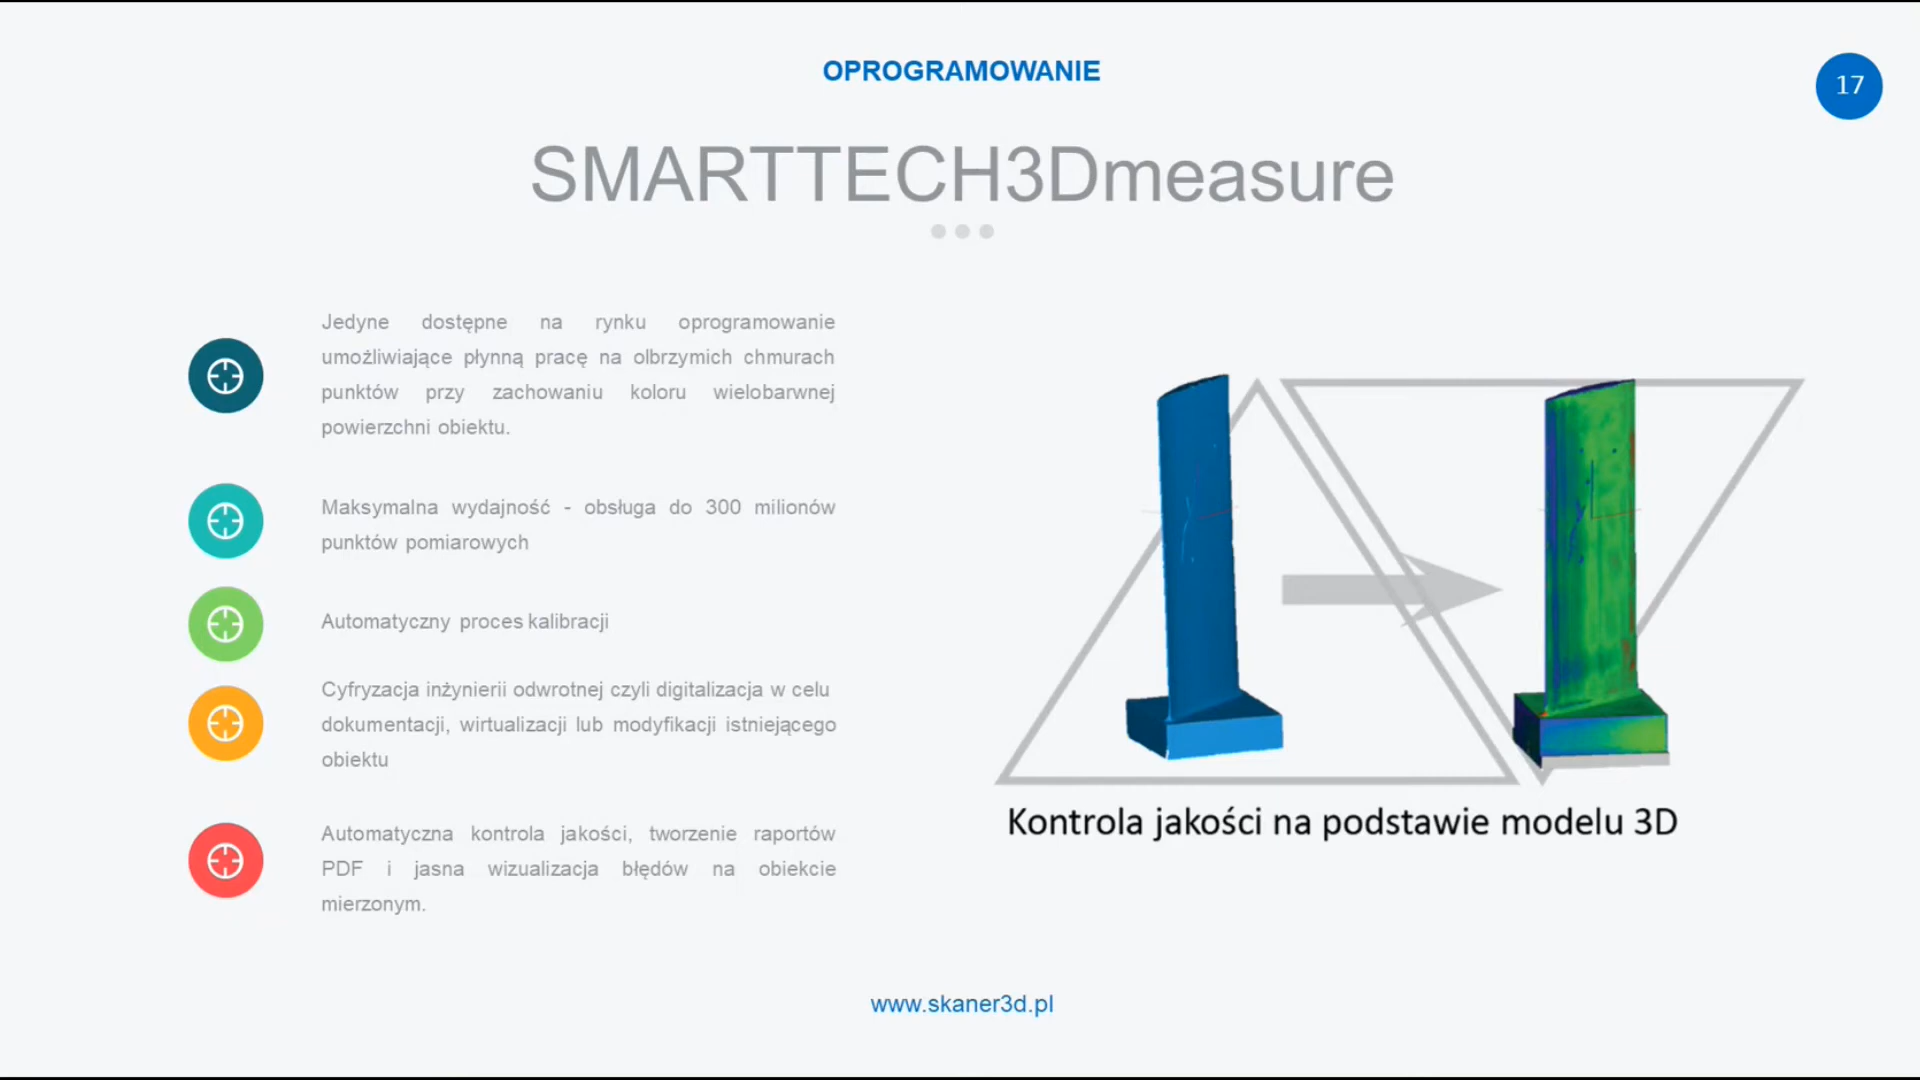 OPROGRAMOWANIE
17
SMARTTECH3Dmeasure
Jedyne dostępne na rynku oprogramowanie
umożliwiające płynną pracę na olbrzymich chmurach
punktów przy zachowaniu koloru wielobarwnej
powierzchni obiektu.
Maksymalna wydajność - obsługa do 300 milionów
punktów pomiarowych
Automatyczny proces kalibracji
Cyfryzacja inżynierii odwrotnej czyli digitalizacja w celu
dokumentacji, wirtualizacji lub modyfikacji istniejącego
obiektu
Automatyczna kontrola jakości, tworzenie raportów
PDF i jasna wizualizacja błędów na obiekcie
mierzonym.
Kontrola jakości na podstawie modelu 3D
www.skaner3d.pl